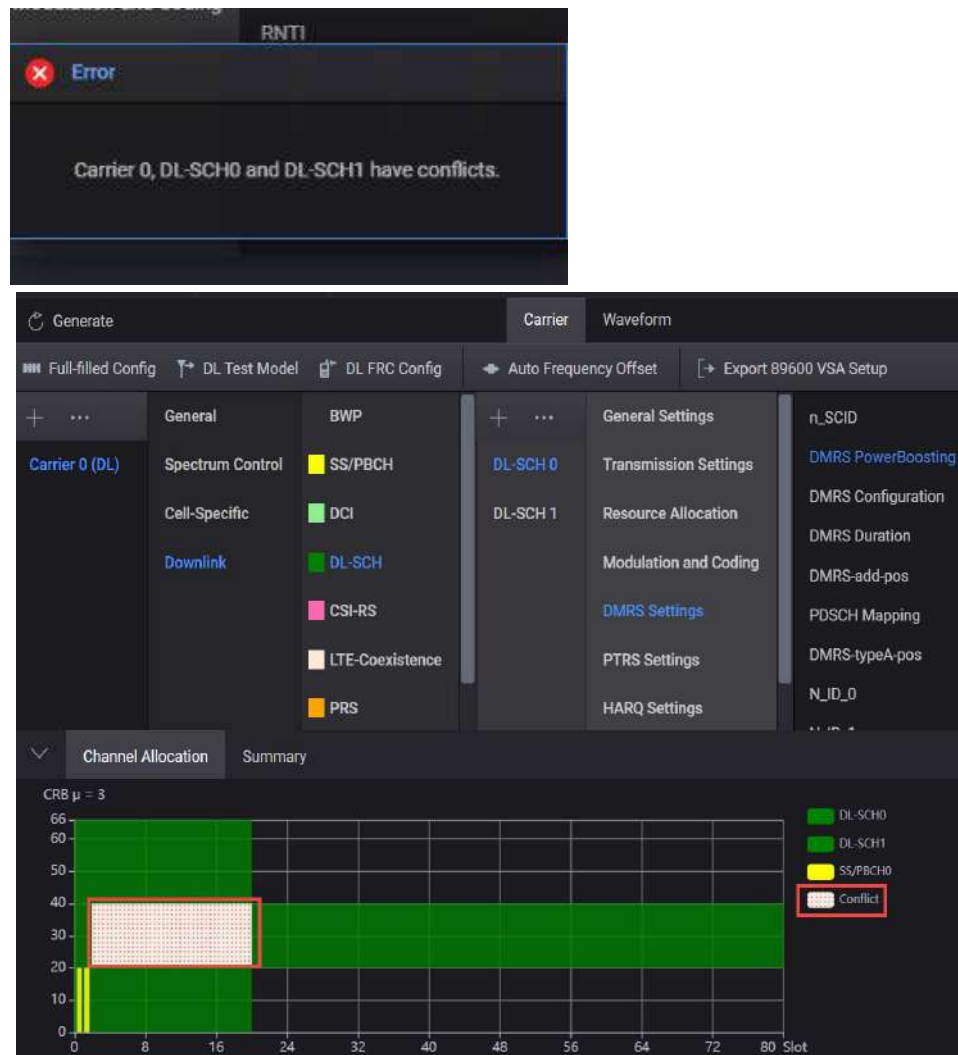 RNTI
Error
Carrier 0, DL-SCH0 and DL-SCH1 have conflicts.
Generate Carrier Waveform
Full-filled Config DL Test Model DL FRC Config Auto Frequency Offset Export 89600 VSA Setup
+ ... General BWP + ... General Settings n_SCID
Carrier 0 (DL) Spectrum Control SS/PBCH DL-SCH 0 Transmission Settings DMRS PowerBoosting
DMRS Configuration
Cell-Specific DCI DL-SCH 1 Resource Allocation
DMRS Duration
Downlink DL-SCH Modulation and Coding
DMRS-add-pos
CSI-RS DMRS Settings PDSCH Mapping
LTE-Coexistence PTRS Settings DMRS-typeA-pos
PRS HARQ Settings N_ID_0
Channel Allocation Summary
CRB µ = 3
66 DL-SCH0
60
DL-SCH1
50 SS/PBCH0
40 Conflict
30
20
10
0
0 8 16 24 32 40 48 56 64 72 80 Slot